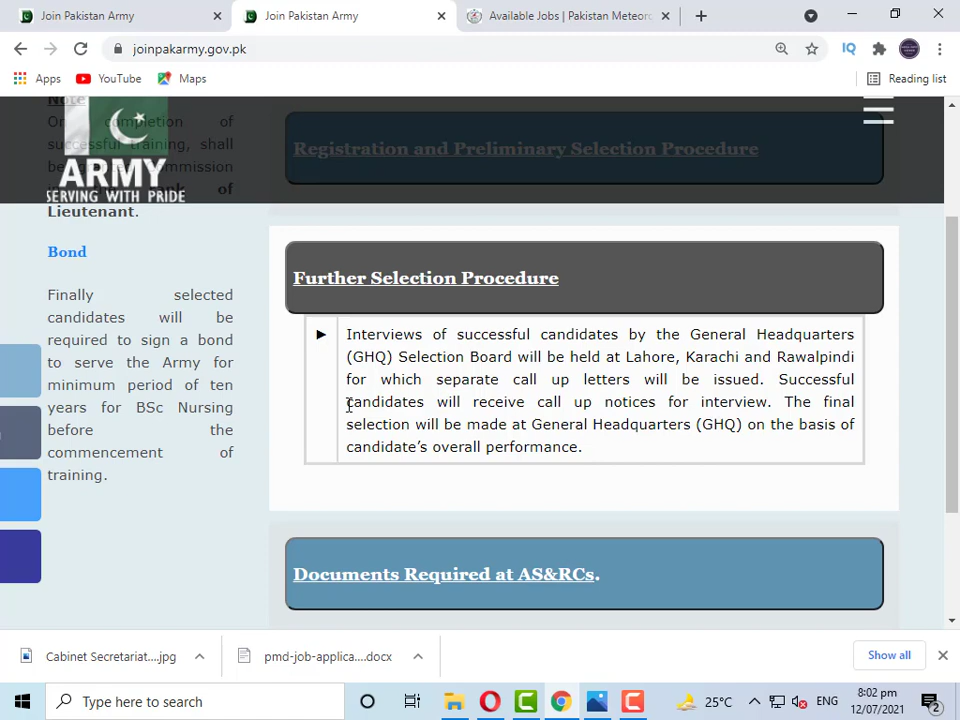 Join Pakistan Army
Join Pakistan Army
Available Jobs | Pakistan Meteoro
joinpakarmy.gov.pk
Apps YouTube Maps Reading list
Note
On completion of
successful training, shall
Lieutenant.
ARMY
SERVING WITH PRIDE
Bond
Finally selected
candidates will be
required to sign a bond
to serve the Army for
minimum period of ten
years for BSc Nursing
before the
commencement of
training.
Registration and Preliminary Selection Procedure
Further Selection Procedure
Interviews of successful candidates by the General Headquarters
(GHQ) Selection Board will be held at Lahore, Karachi and Rawalpindi
for which separate call up letters will be issued. Successful
candidates will receive call up notices for interview. The final
selection will be made at General Headquarters (GHQ) on the basis of
candidate's overall performance.
Documents Required at AS&RCs.
Cabinet Secretariat....jpg
pmd-job-applica....docx
Show all
Type here to search
25°C
ENG
8:02 pm
12/07/2021
2